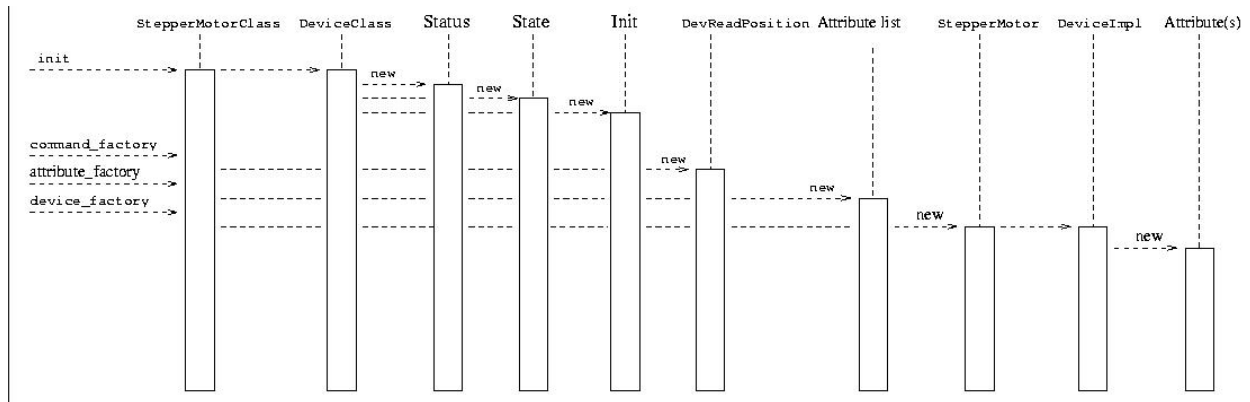 StepperMotorClass DeviceClass Status State Init DevReadPosition Attribute list StepperMotor DeviceImpl Attribute(s)
init
new
new
new
command_factory
new
attribute_factory
new
device_factory
new
new